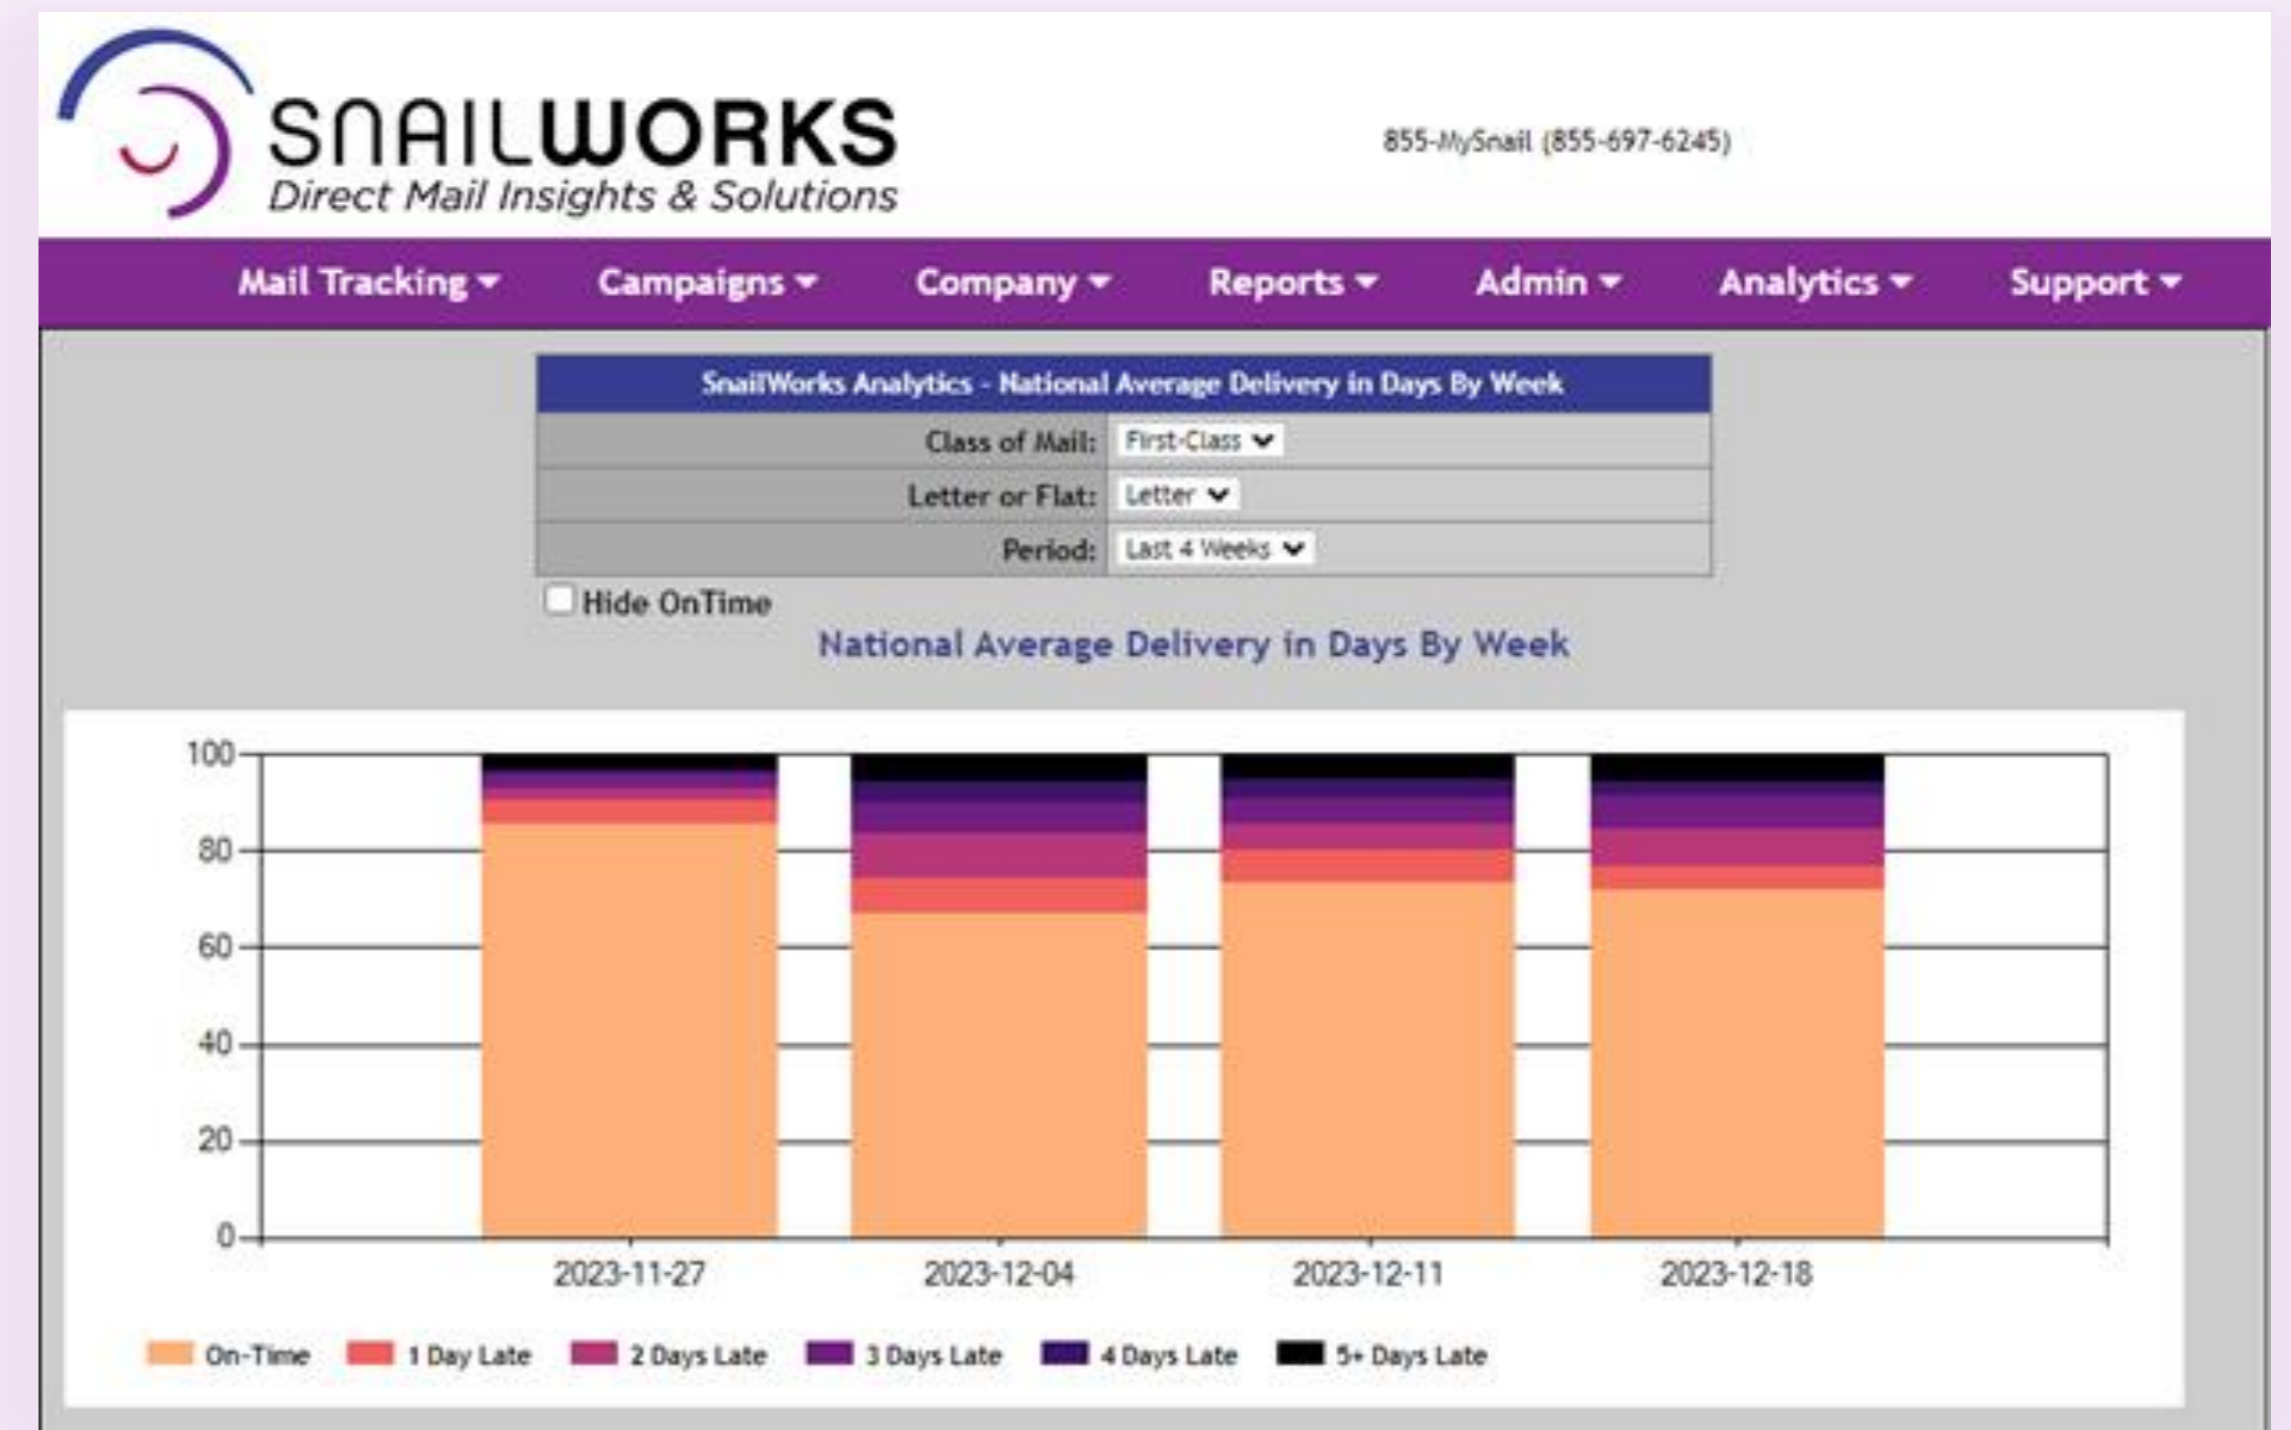 SNAILWORKS
Direct Mail Insights & Solutions
855-MySnail (855-697-6245)
Mail Tracking Campaigns Company Reports Admin Analytics Support
SnailWorks Analytics - National Average Delivery in Days By Week
Class of Mail: First-Class
Letter or Flat: Letter
Period: Last 4 Weeks
Hide OnTime
National Average Delivery in Days By Week
100
80
60
40
20
0
2023-11-27 2023-12-04 2023-12-11 2023-12-18
On-Time 1 Day Late 2 Days Late 3 Days Late 4 Days Late 5+ Days Late